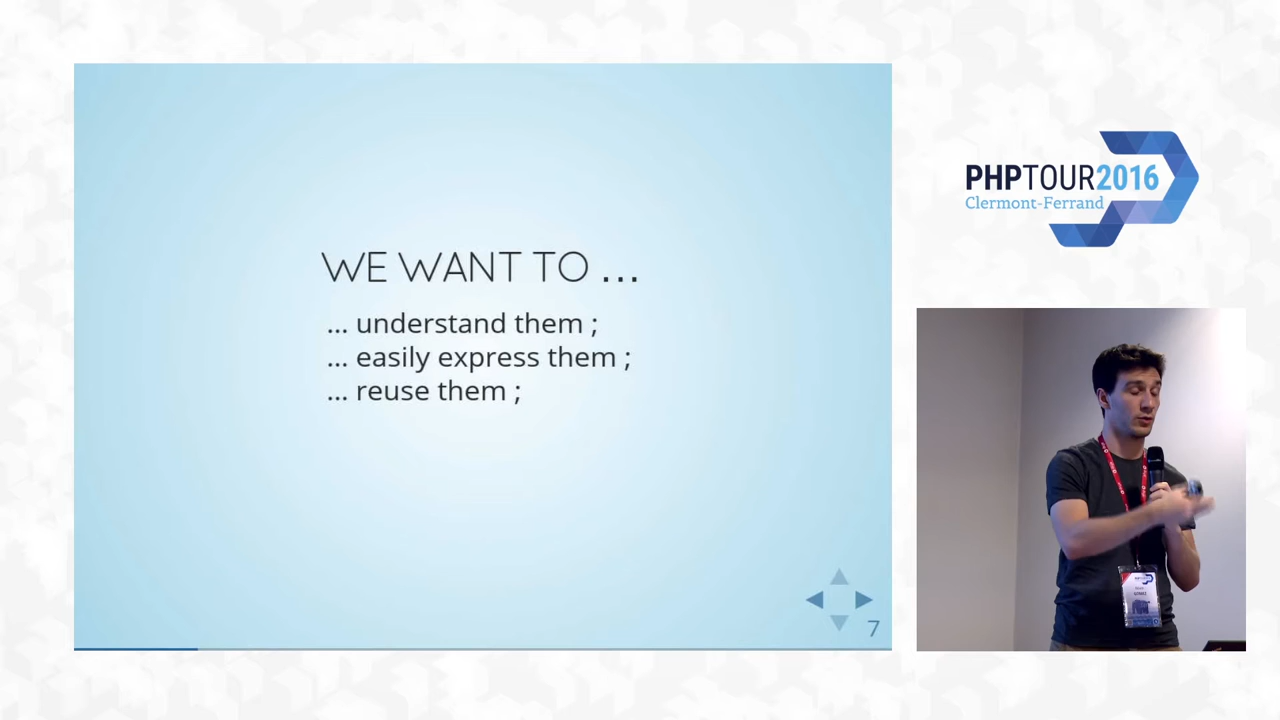 WE WANT TO ...
... understand them ;
... easily express them ;
... reuse them ;
7
PHPTOUR2016
Clermont-Ferrand